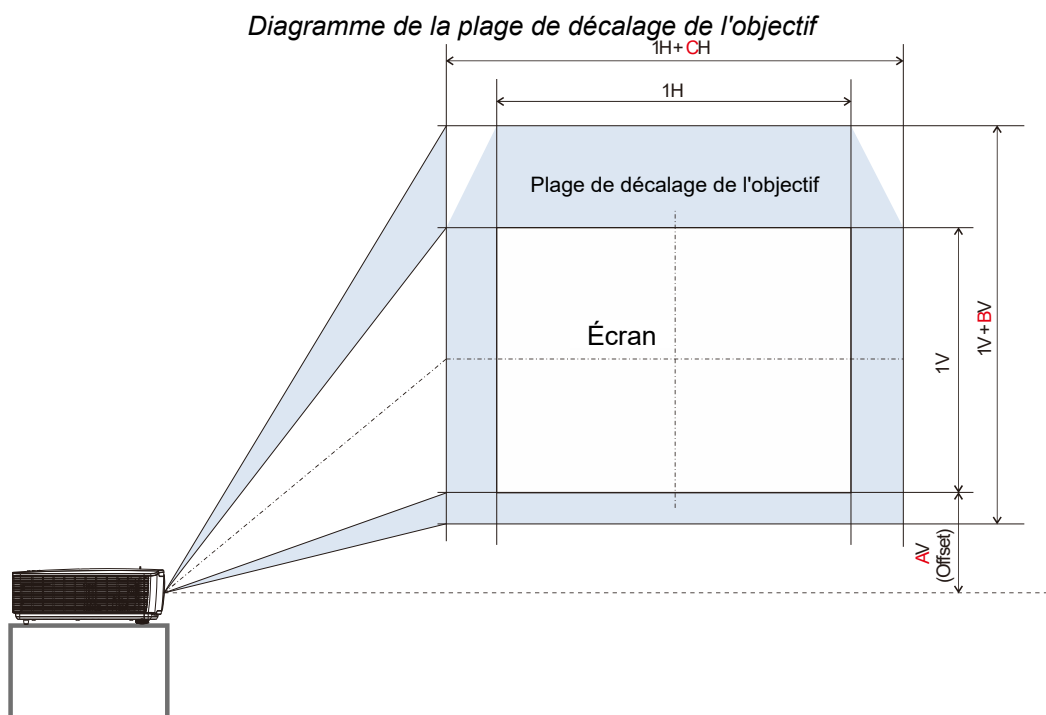 Diagramme de la plage de décalage de l'objectif
1H+ CH
1H
Plage de décalage de l'objectif
Écran
1V
1V + BV
AV
(Offset)